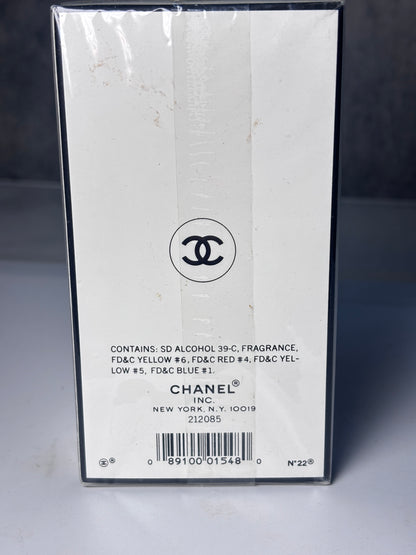 CONTAINS: SD ALCOHOL 39-C, FRAGRANCE,
FD&C YELLOW #6, FD&C RED #4, FD&C YEL-
LOW #5, FD&C BLUE #1.
CHANEL®
INC.
NEW YORK, N.Y. 10019
212085
0 89100 01548 0
® N°22®